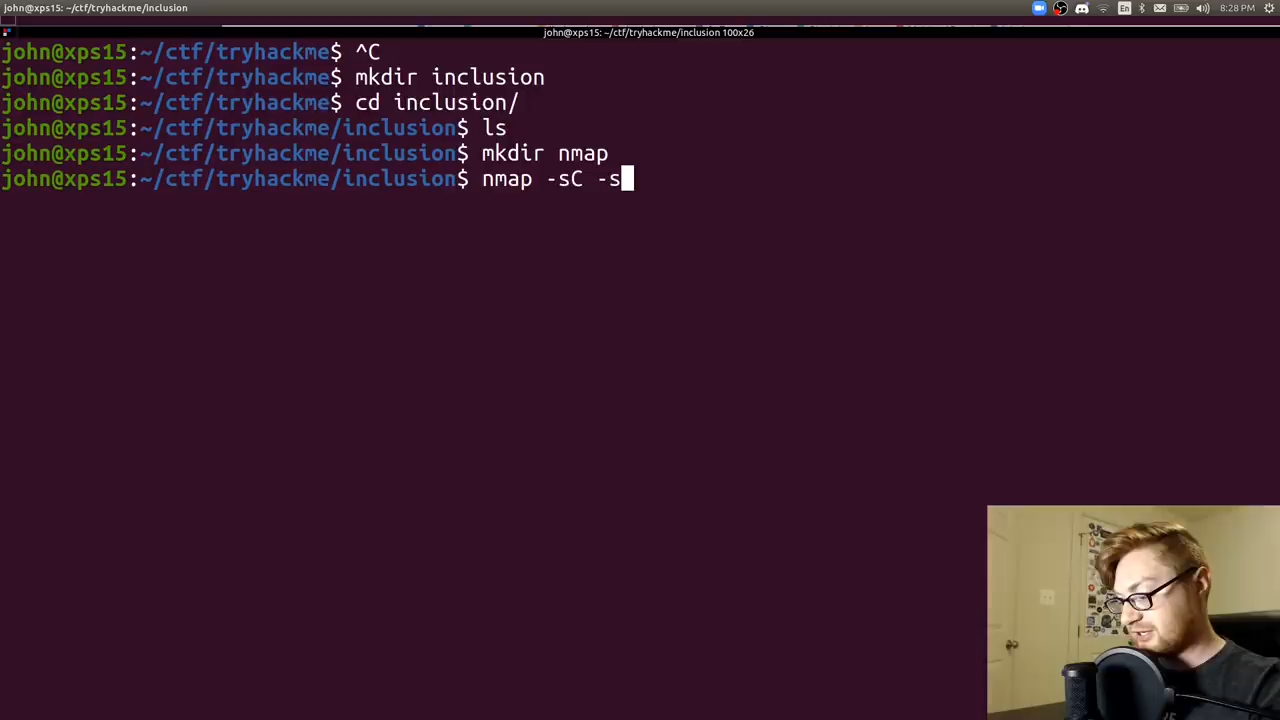 john@xps15: ~/ctf/tryhackme/inclusion
En
8:28 PM
john@xps15: ~/ctf/tryhackme/inclusion 100x26
john@xps15:~/ctf/tryhackme$ ^C
john@xps15:~/ctf/tryhackme$ mkdir inclusion
john@xps15:~/ctf/tryhackme$ cd inclusion/
john@xps15:~/ctf/tryhackme/inclusion$ ls
john@xps15:~/ctf/tryhackme/inclusion$ mkdir nmap
john@xps15:~/ctf/tryhackme/inclusion$ nmap -sC -s